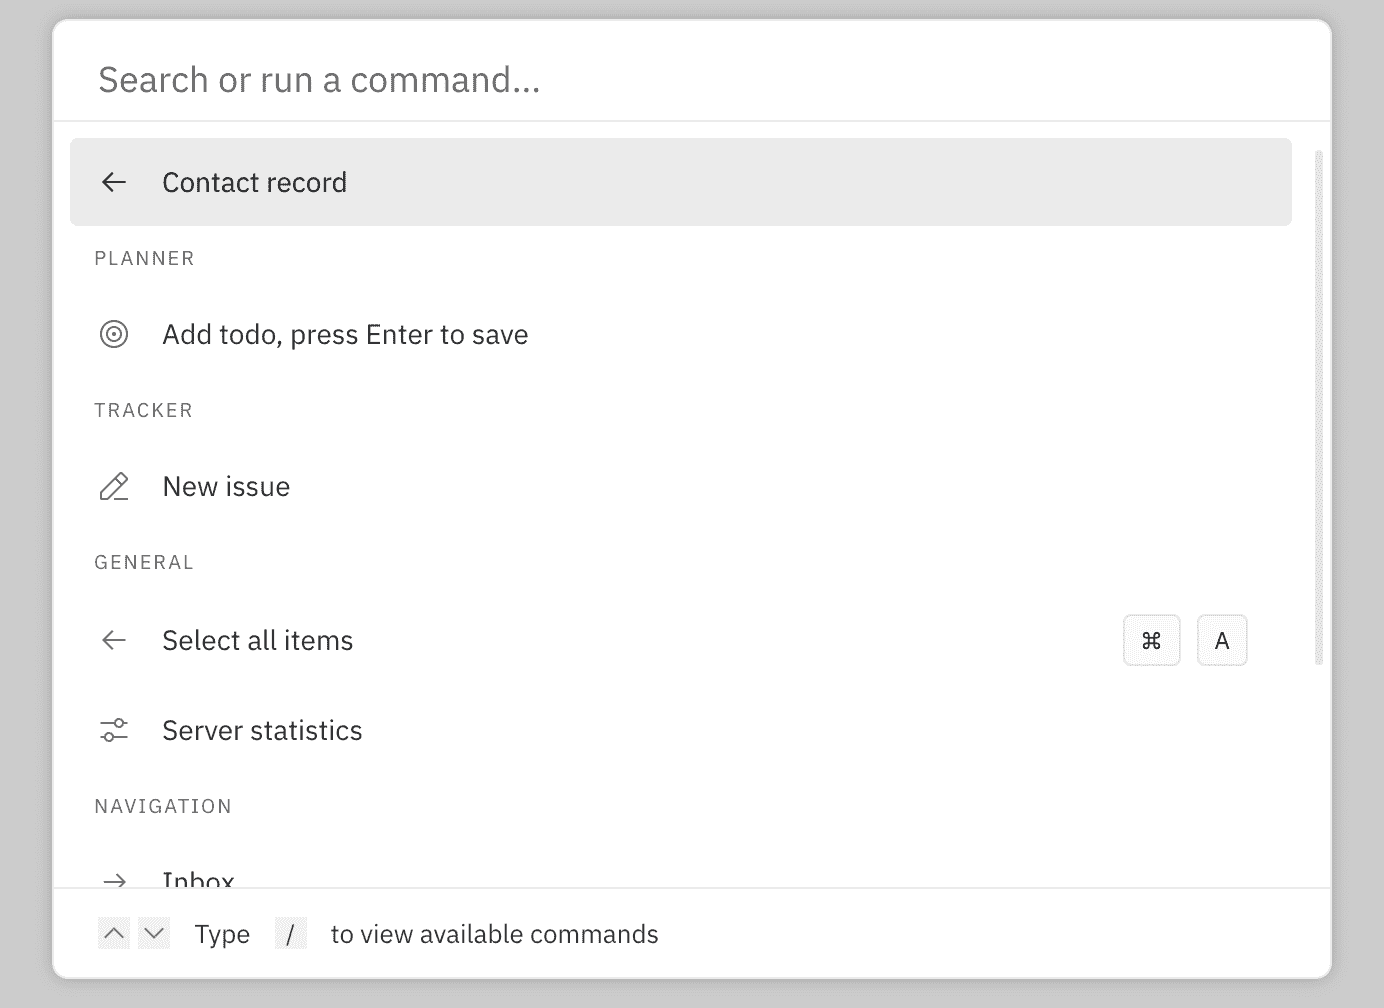 Search or run a command...
Contact record
PLANNER
Add todo, press Enter to save
TRACKER
New issue
GENERAL
Select all items ⌘ A
Server statistics
NAVIGATION
Inbox
Type / to view available commands